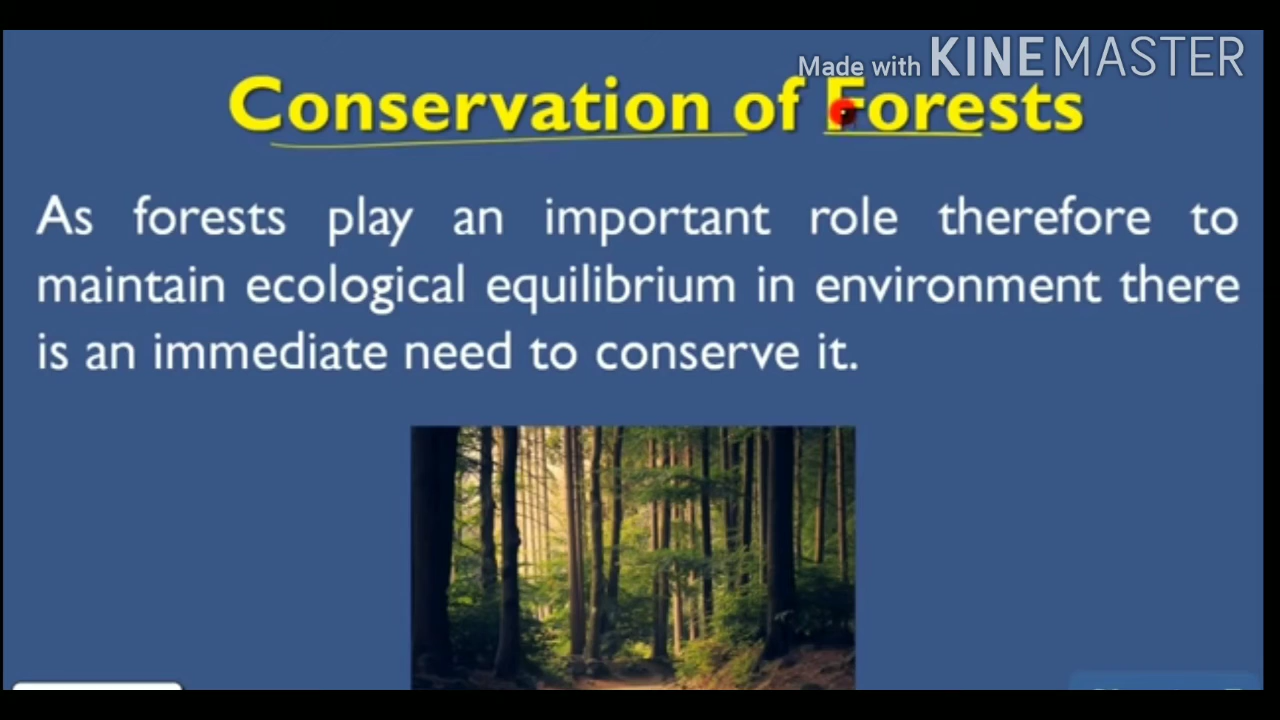 Made with KINEMASTER
Conservation of Forests
As forests play an important role therefore to
maintain ecological equilibrium in environment there
is an immediate need to conserve it.